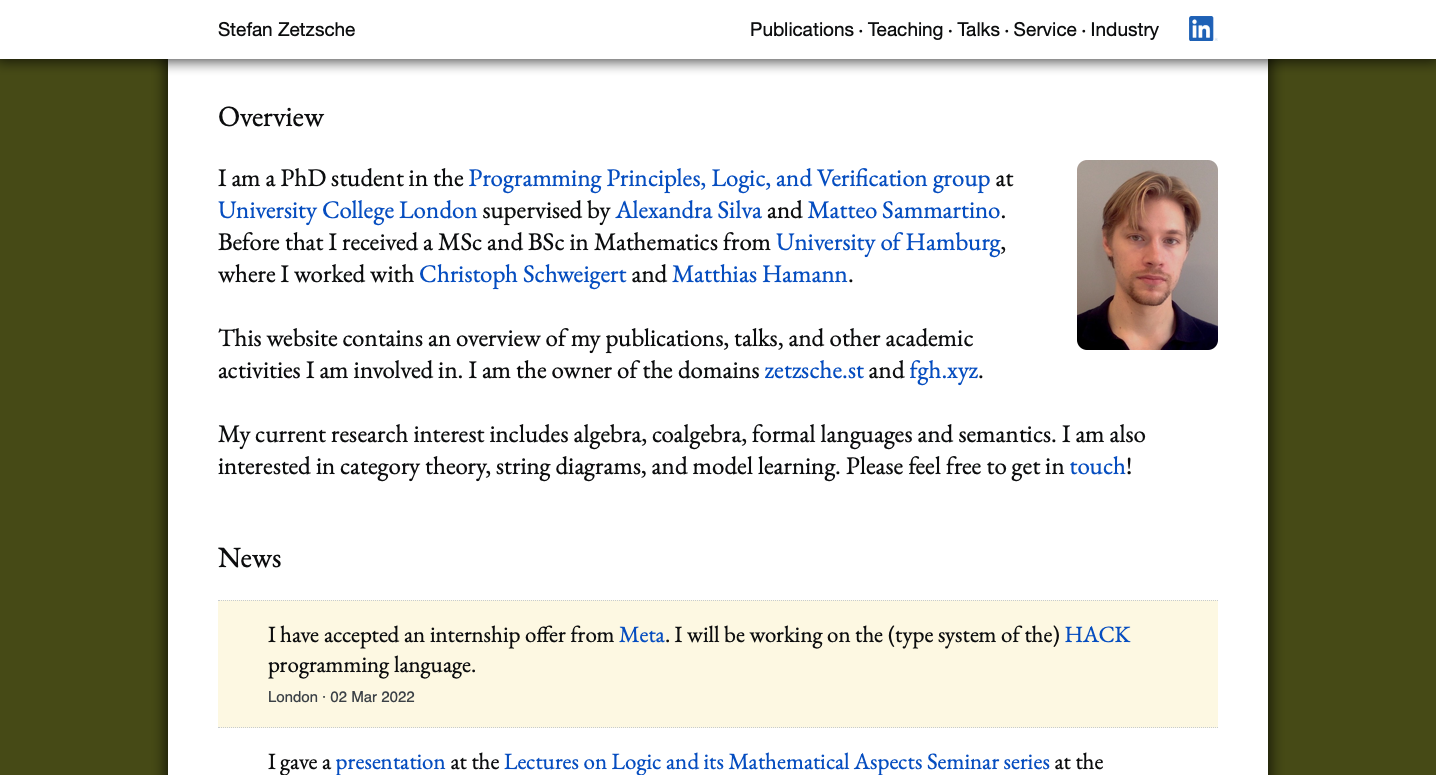 Stefan Zetzsche
Publications · Teaching · Talks · Service · Industry
in
Overview
I am a PhD student in the Programming Principles, Logic, and Verification group at
University College London supervised by Alexandra Silva and Matteo Sammartino.
Before that I received a MSc and BSc in Mathematics from University of Hamburg,
where I worked with Christoph Schweigert and Matthias Hamann.
This website contains an overview of my publications, talks, and other academic
activities I am involved in. I am the owner of the domains zetzsche.st and fgh.xyz.
My current research interest includes algebra, coalgebra, formal languages and semantics. I am also
interested in category theory, string diagrams, and model learning. Please feel free to get in touch!
News
I have accepted an internship offer from Meta. I will be working on the (type system of the) HACK
programming language.
London · 02 Mar 2022
I gave a presentation at the Lectures on Logic and its Mathematical Aspects Seminar series at the